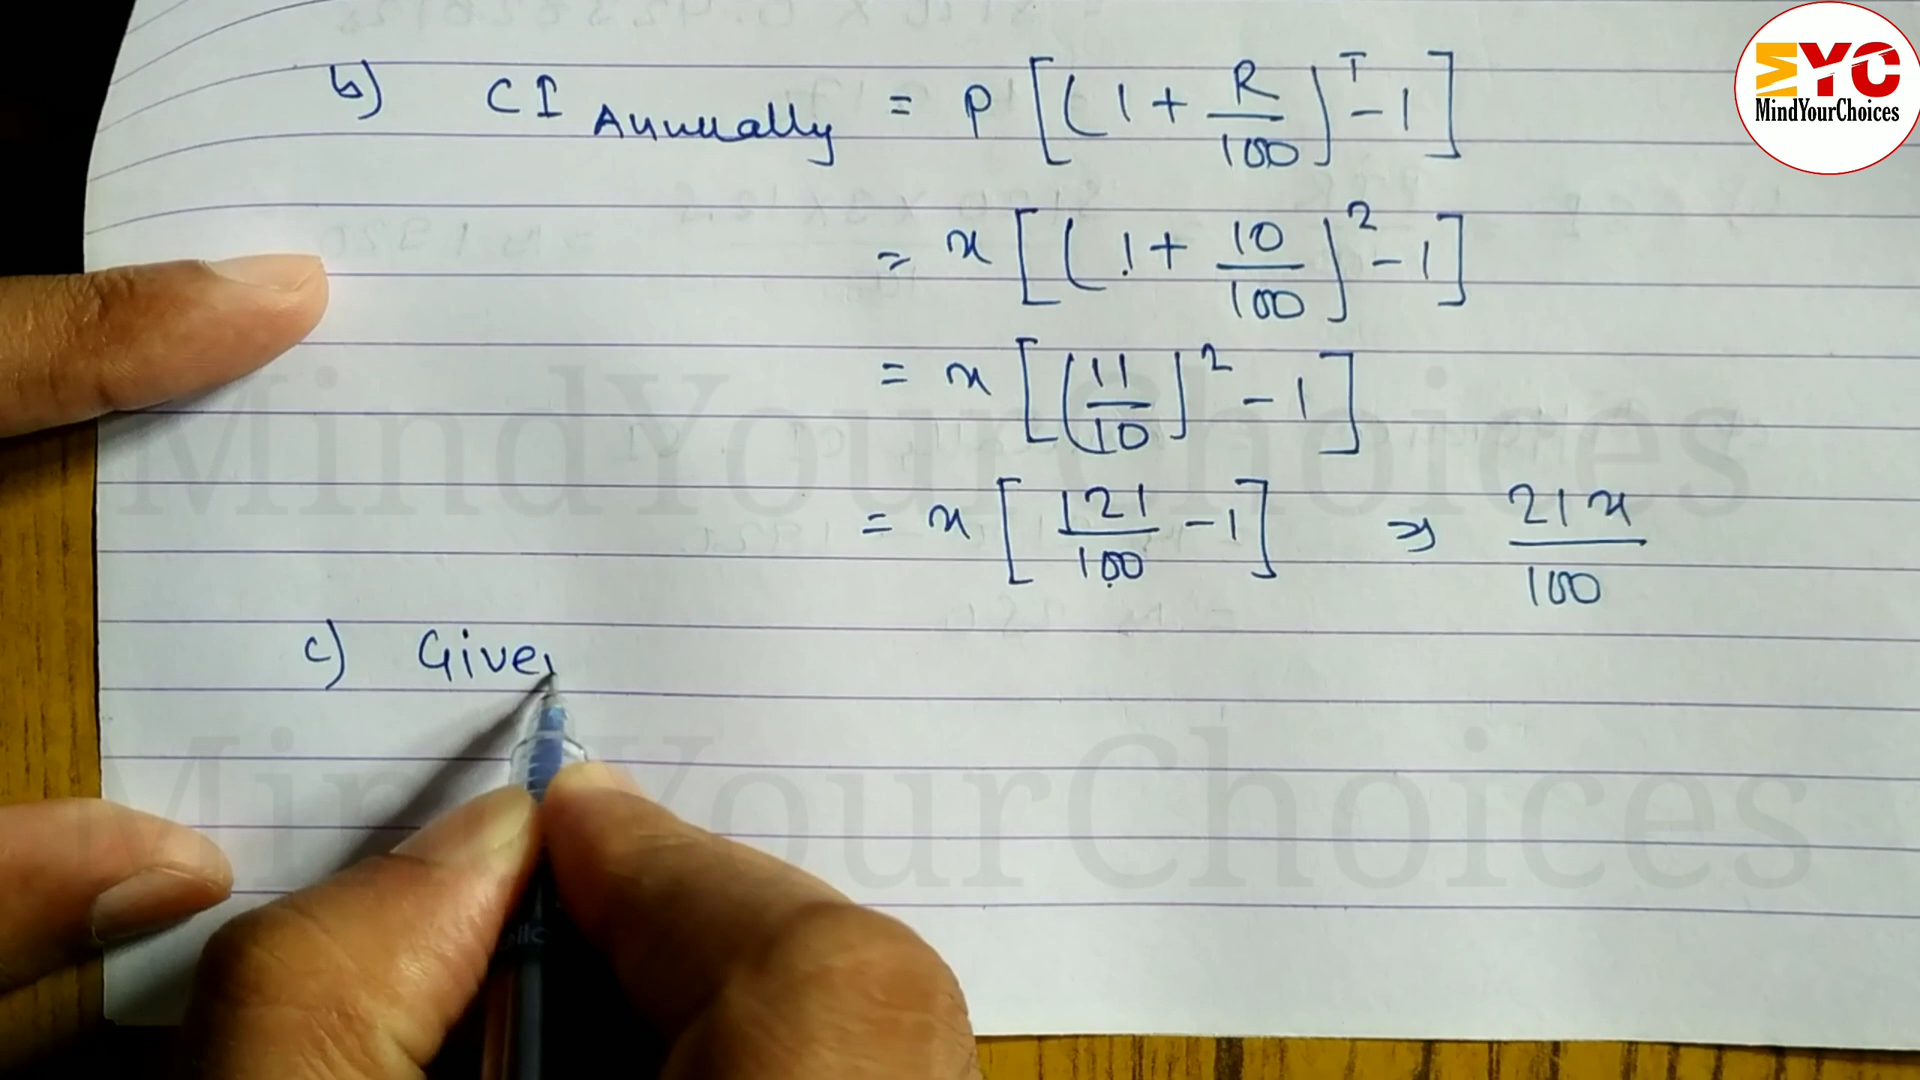 MYC
MindYourChoices
b) CI Annually = P [(1 + R/100)^T - 1]
= x [(1 + 10/100)^2 - 1]
= x [(11/10)^2 - 1]
= x [121/100 - 1] ⇒ 21x/100
c) Given
MindYourChoices
MindYourChoices